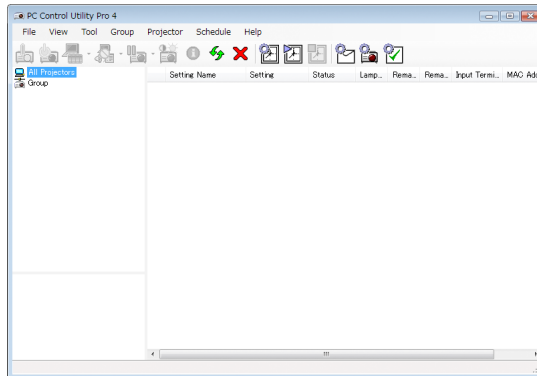 PC Control Utility Pro 4
File View Tool Group Projector Schedule Help
Setting Name Setting Status Lamp... Rema... Rema... Input Termi... MAC Add
All Projectors
Group